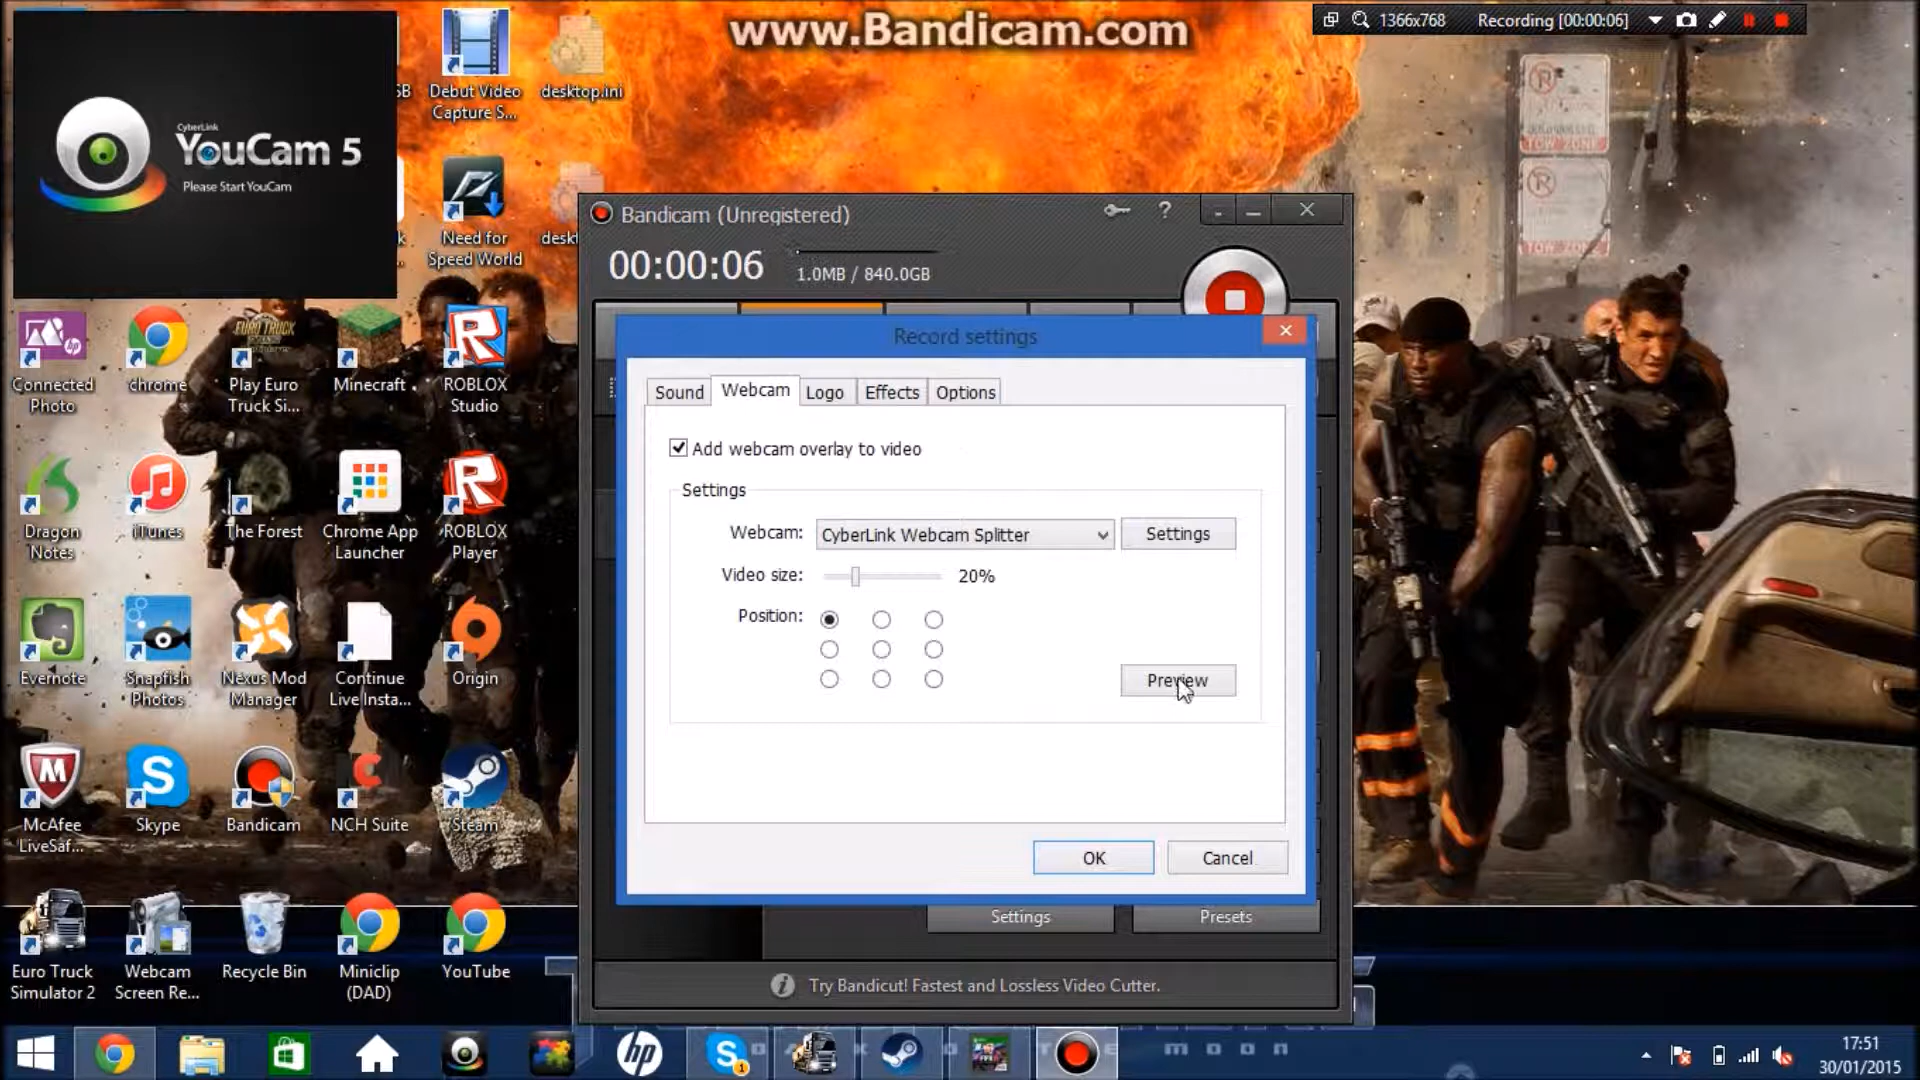 www.Bandicam.com
1366x768 Recording [00:00:06]
CyberLink
YouCam 5
Please Start YouCam
Debut Video
Capture S...
desktop.ini
Need for
Speed World
Bandicam (Unregistered)
00:00:06
1.0MB / 840.0GB
Record settings
Sound Webcam Logo Effects Options
Add webcam overlay to video
Settings
Webcam: CyberLink Webcam Splitter Settings
Video size: 20%
Position:
Preview
OK Cancel
Settings Presets
Try Bandicut! Fastest and Lossless Video Cutter.
Connected
Photo
chrome
Play Euro
Truck Si...
Minecraft
ROBLOX
Studio
Dragon
Notes
iTunes
The Forest
Chrome App
Launcher
ROBLOX
Player
Evernote
Snapfish
Photos
Nexus Mod
Manager
Continue
Live Insta...
Origin
McAfee
LiveSaf...
Skype
Bandicam
NCH Suite
Steam
Euro Truck
Simulator 2
Webcam
Screen Re...
Recycle Bin
Miniclip
(DAD)
YouTube
TOW ZONE
TOW ZONE
17:51
30/01/2015